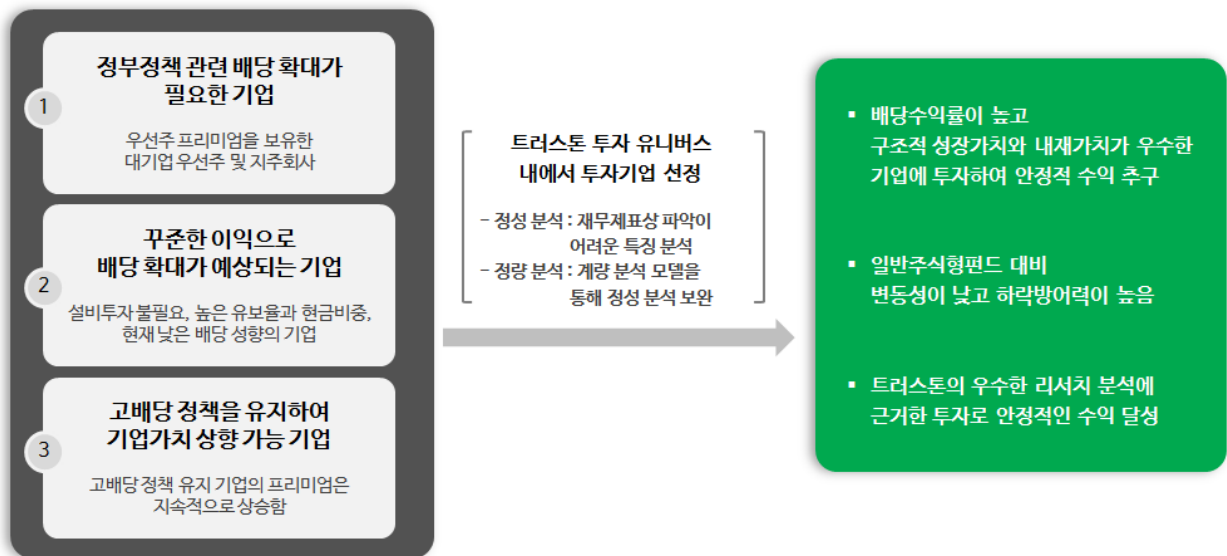 1
정부정책 관련 배당 확대가
필요한 기업
우선주 프리미엄을 보유한
대기업 우선주 및 지주회사
2
꾸준한 이익으로
배당 확대가 예상되는 기업
설비투자 불필요, 높은 유보율과 현금비중,
현재 낮은 배당 성향의 기업
3
고배당 정책을 유지하여
기업가치 상향 가능 기업
고배당 정책 유지 기업의 프리미엄은
지속적으로 상승함
트러스톤 투자 유니버스
내에서 투자기업 선정
- 정성 분석 : 재무제표상 파악이
어려운 특징 분석
- 정량 분석 : 계량 분석 모델을
통해 정성 분석 보완
▪ 배당수익률이 높고
구조적 성장가치와 내재가치가 우수한
기업에 투자하여 안정적 수익 추구
▪ 일반주식형펀드 대비
변동성이 낮고 하락방어력이 높음
▪ 트러스톤의 우수한 리서치 분석에
근거한 투자로 안정적인 수익 달성